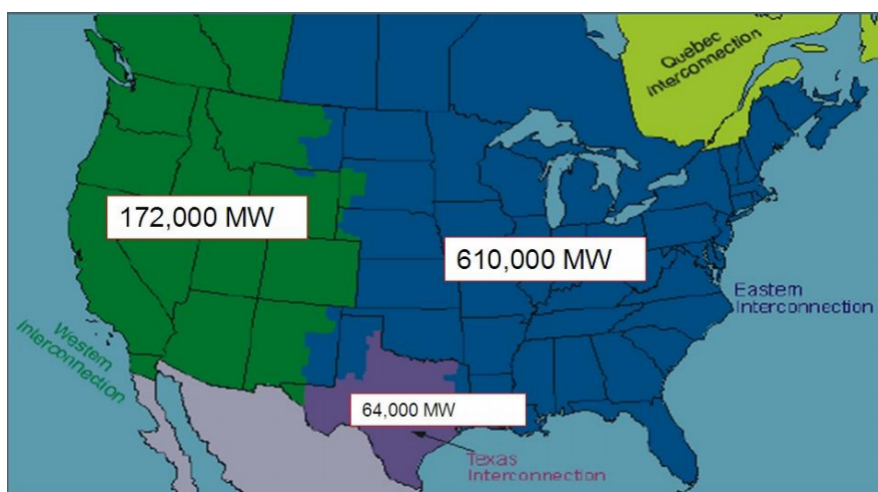 Quebec
interconnection
172,000 MW
610,000 MW
Eastern
Interconnection
Western
interconnection
64,000 MW
Texas
Interconnection